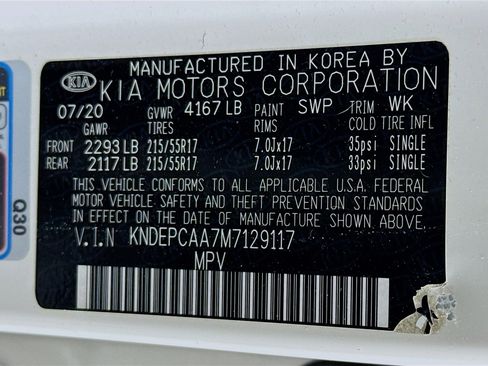 MANUFACTURED IN KOREA BY
KIA KIA MOTORS CORPORATION
07/20 GVWR 4167 LB PAINT SWP TRIM WK
GAWR TIRES RIMS COLD TIRE INFL
FRONT 2293 LB 215/55R17 7.0Jx17 35psi SINGLE
REAR 2117 LB 215/55R17 7.0Jx17 33psi SINGLE
THIS VEHICLE CONFORMS TO ALL APPLICABLE U.S.A. FEDERAL
MOTOR VEHICLE SAFETY AND THEFT PREVENTION STANDARDS
IN EFFECT ON THE DATE OF MANUFACTURE SHOWN ABOVE.
V.I.N KNDEPCAA7M7129117
MPV
Q30